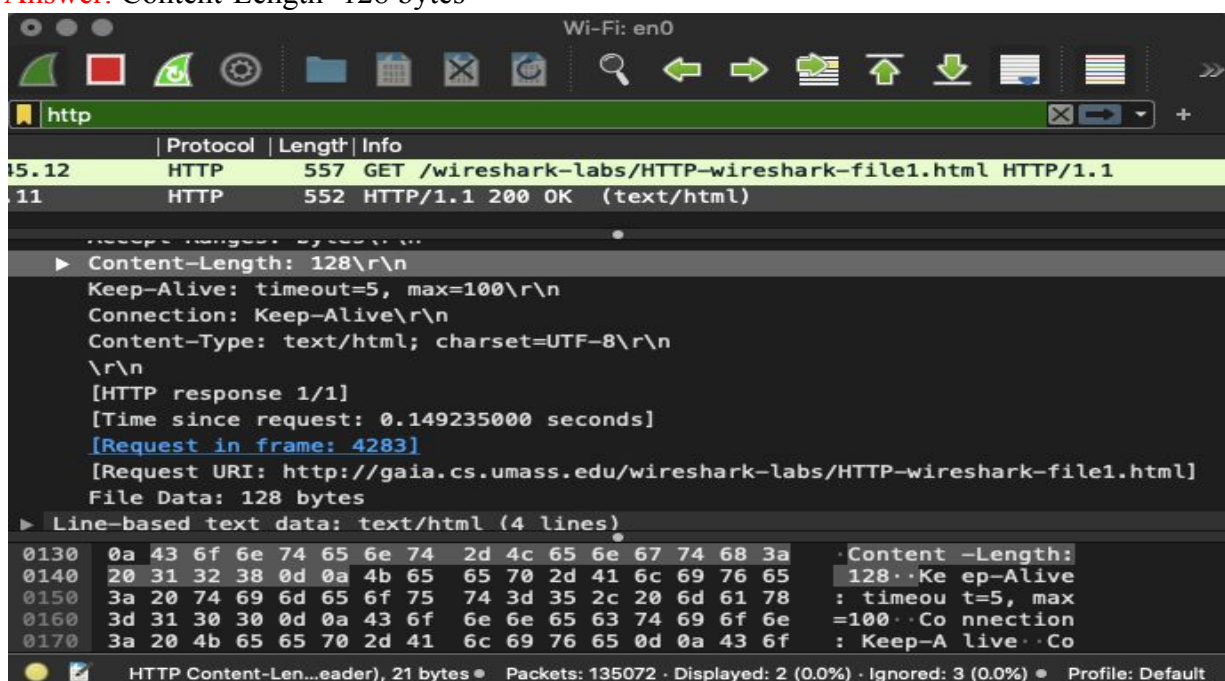 Answer: Content-Length 128 bytes
Wi-Fi: en0
http
Protocol Length Info
45.12 HTTP 557 GET /wireshark-labs/HTTP-wireshark-file1.html HTTP/1.1
.11 HTTP 552 HTTP/1.1 200 OK (text/html)
Accept-Ranges: bytes\r\n
Content-Length: 128\r\n
Keep-Alive: timeout=5, max=100\r\n
Connection: Keep-Alive\r\n
Content-Type: text/html; charset=UTF-8\r\n
\r\n
[HTTP response 1/1]
[Time since request: 0.149235000 seconds]
[Request in frame: 4283]
[Request URI: http://gaia.cs.umass.edu/wireshark-labs/HTTP-wireshark-file1.html]
File Data: 128 bytes
Line-based text data: text/html (4 lines)
0130 0a 43 6f 6e 74 65 6e 74 2d 4c 65 6e 67 74 68 3a ·Content -Length:
0140 20 31 32 38 0d 0a 4b 65 65 70 2d 41 6c 69 76 65 128··Ke ep-Alive
0150 3a 20 74 69 6d 65 6f 75 74 3d 35 2c 20 6d 61 78 : timeou t=5, max
0160 3d 31 30 30 0d 0a 43 6f 6e 6e 65 63 74 69 6f 6e =100··Co nnection
0170 3a 20 4b 65 65 70 2d 41 6c 69 76 65 0d 0a 43 6f : Keep-A live··Co
HTTP Content-Len…eader), 21 bytes Packets: 135072 · Displayed: 2 (0.0%) · Ignored: 3 (0.0%) Profile: Default